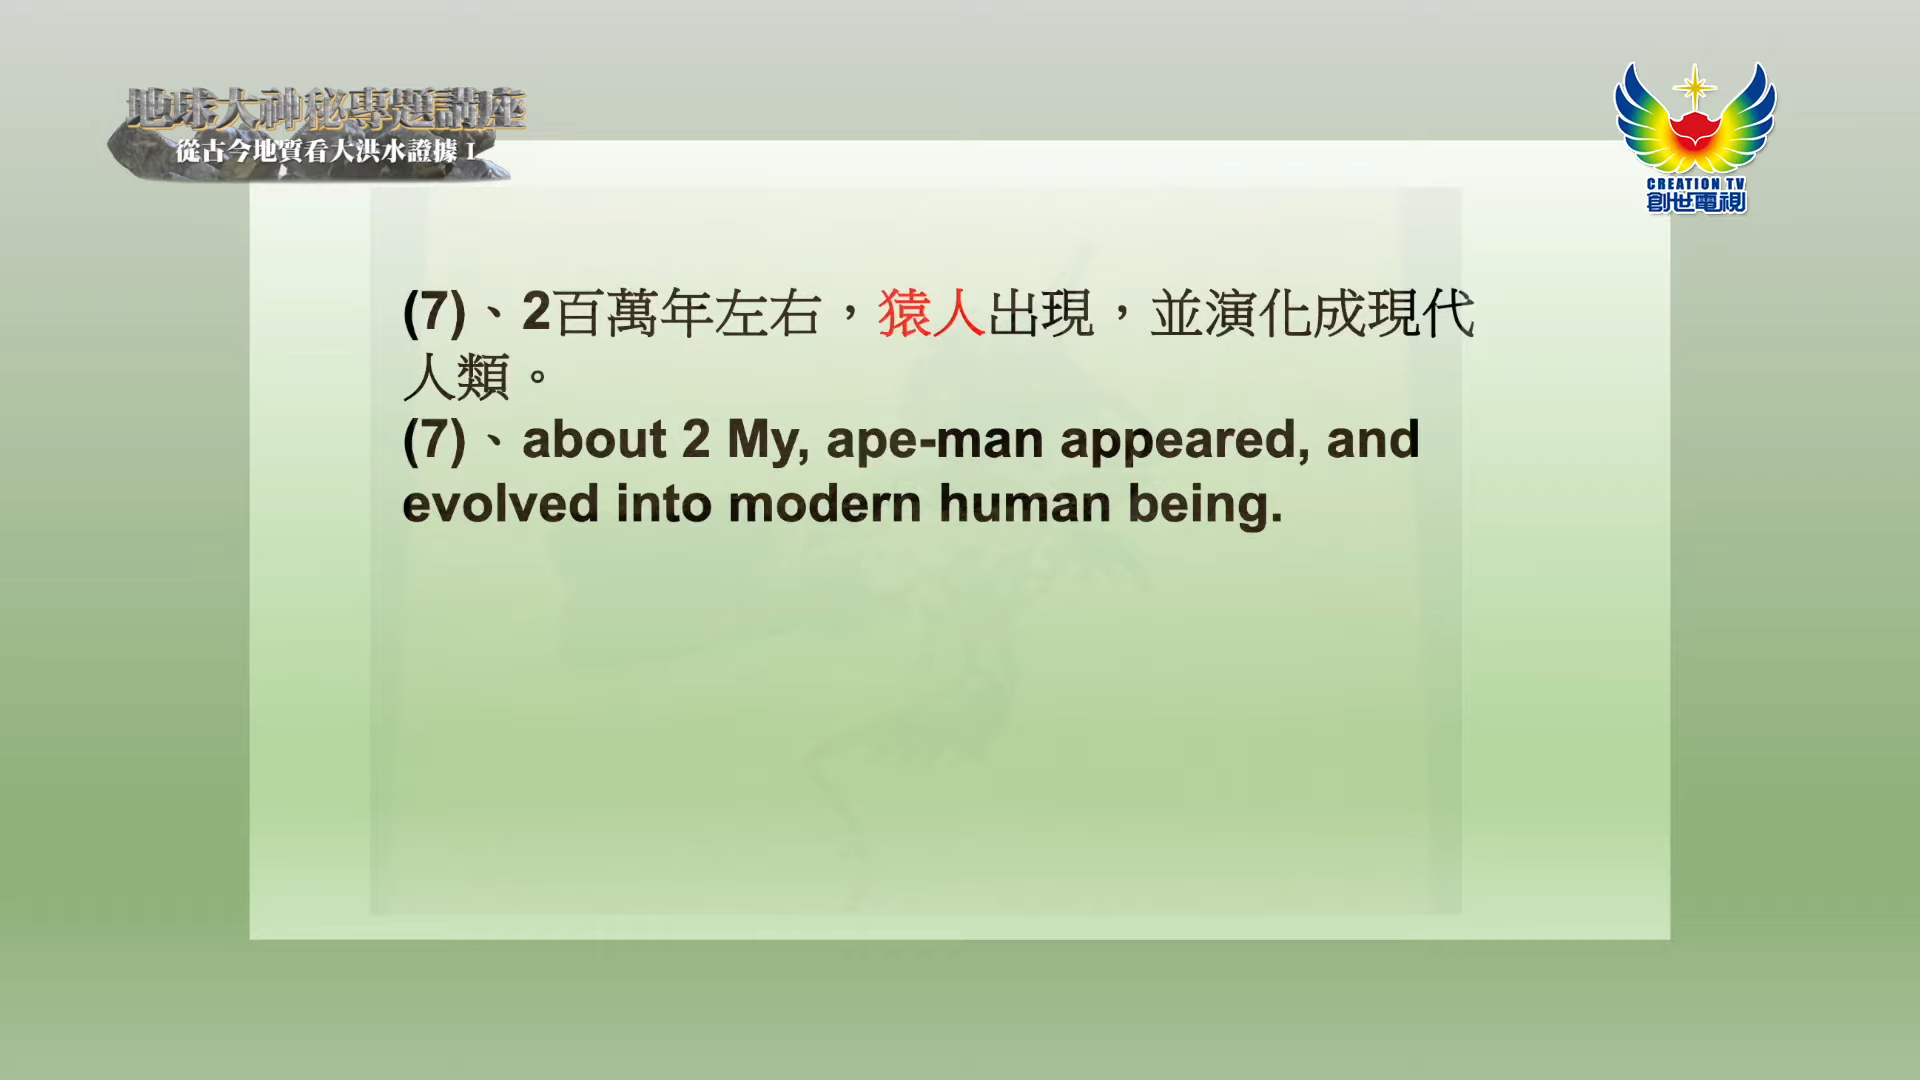 地球大神秘專題講座
從古今地質看大洪水證據 I
CREATION TV
創世電視
(7)、2百萬年左右，猿人出現，並演化成現代
人類。
(7)、about 2 My, ape-man appeared, and
evolved into modern human being.